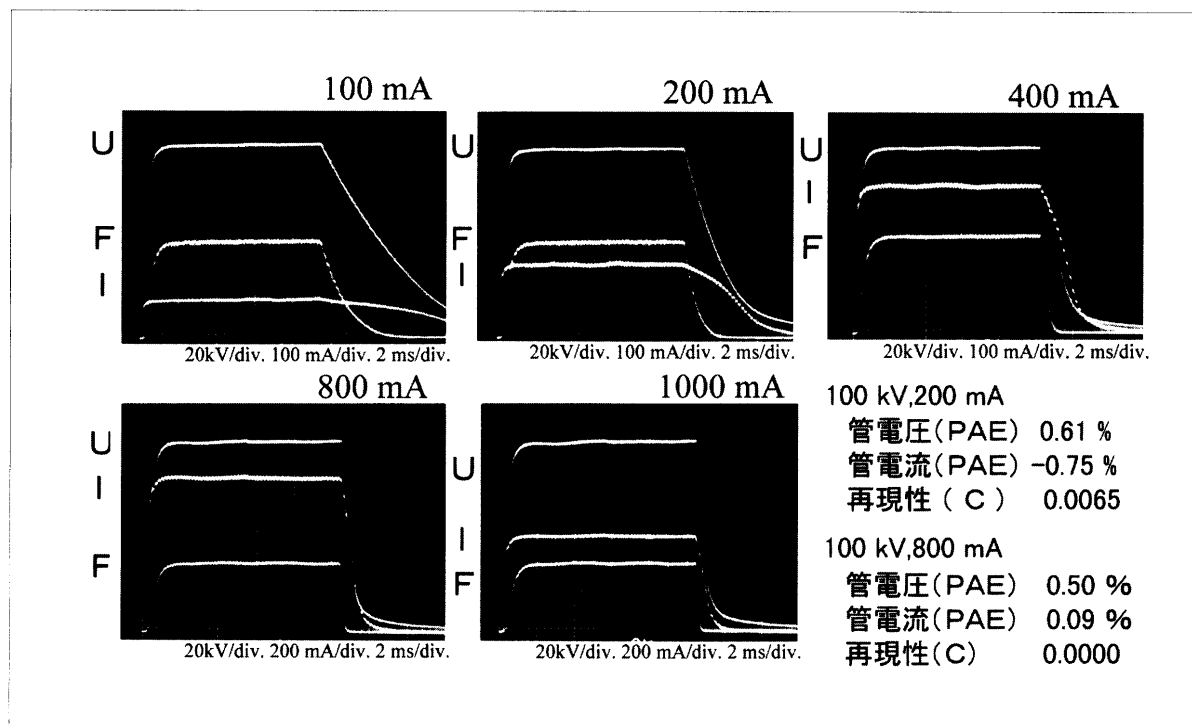 100 mA
U
F
I
20kV/div. 100 mA/div. 2 ms/div.
200 mA
U
F
I
20kV/div. 100 mA/div. 2 ms/div.
400 mA
U
I
F
20kV/div. 100 mA/div. 2 ms/div.
800 mA
U
I
F
20kV/div. 200 mA/div. 2 ms/div.
1000 mA
U
I
F
20kV/div. 200 mA/div. 2 ms/div.
100 kV,200 mA
管電圧(PAE) 0.61 %
管電流(PAE) -0.75 %
再現性 ( C ) 0.0065
100 kV,800 mA
管電圧(PAE) 0.50 %
管電流(PAE) 0.09 %
再現性(C) 0.0000